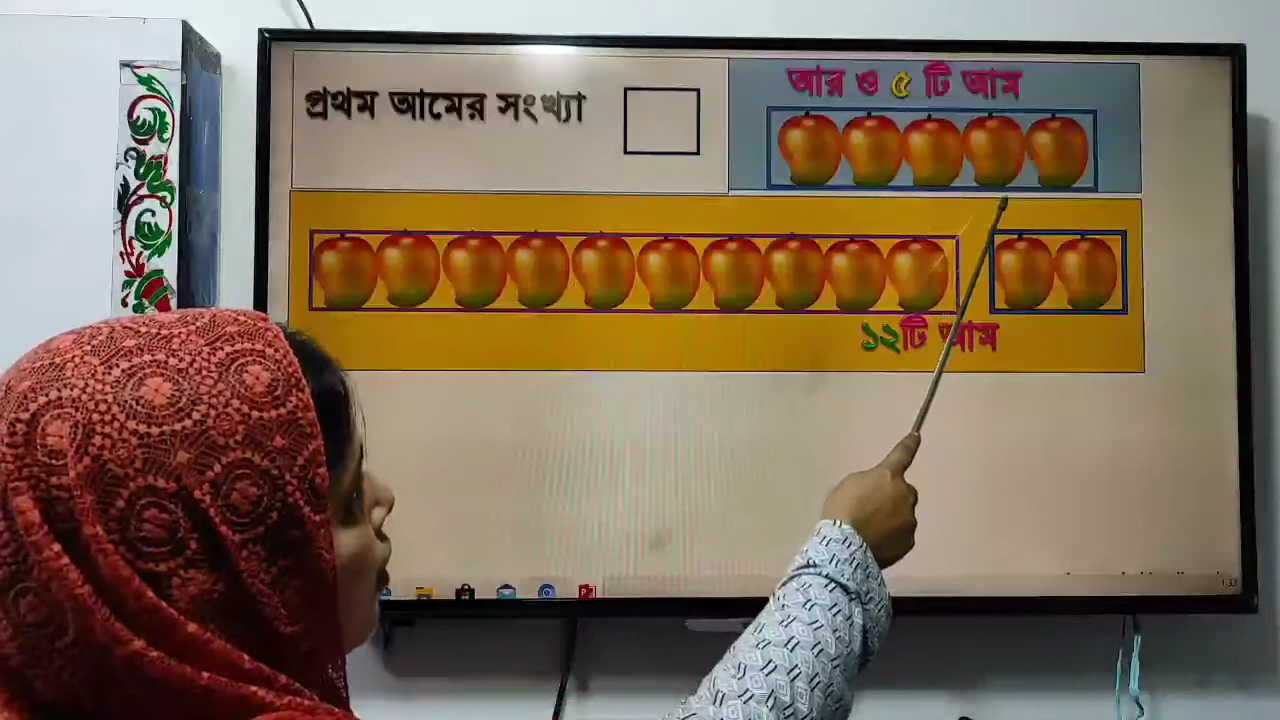 প্রথম আমের সংখ্যা
আর ও ৫ টি আম
১২টি আম